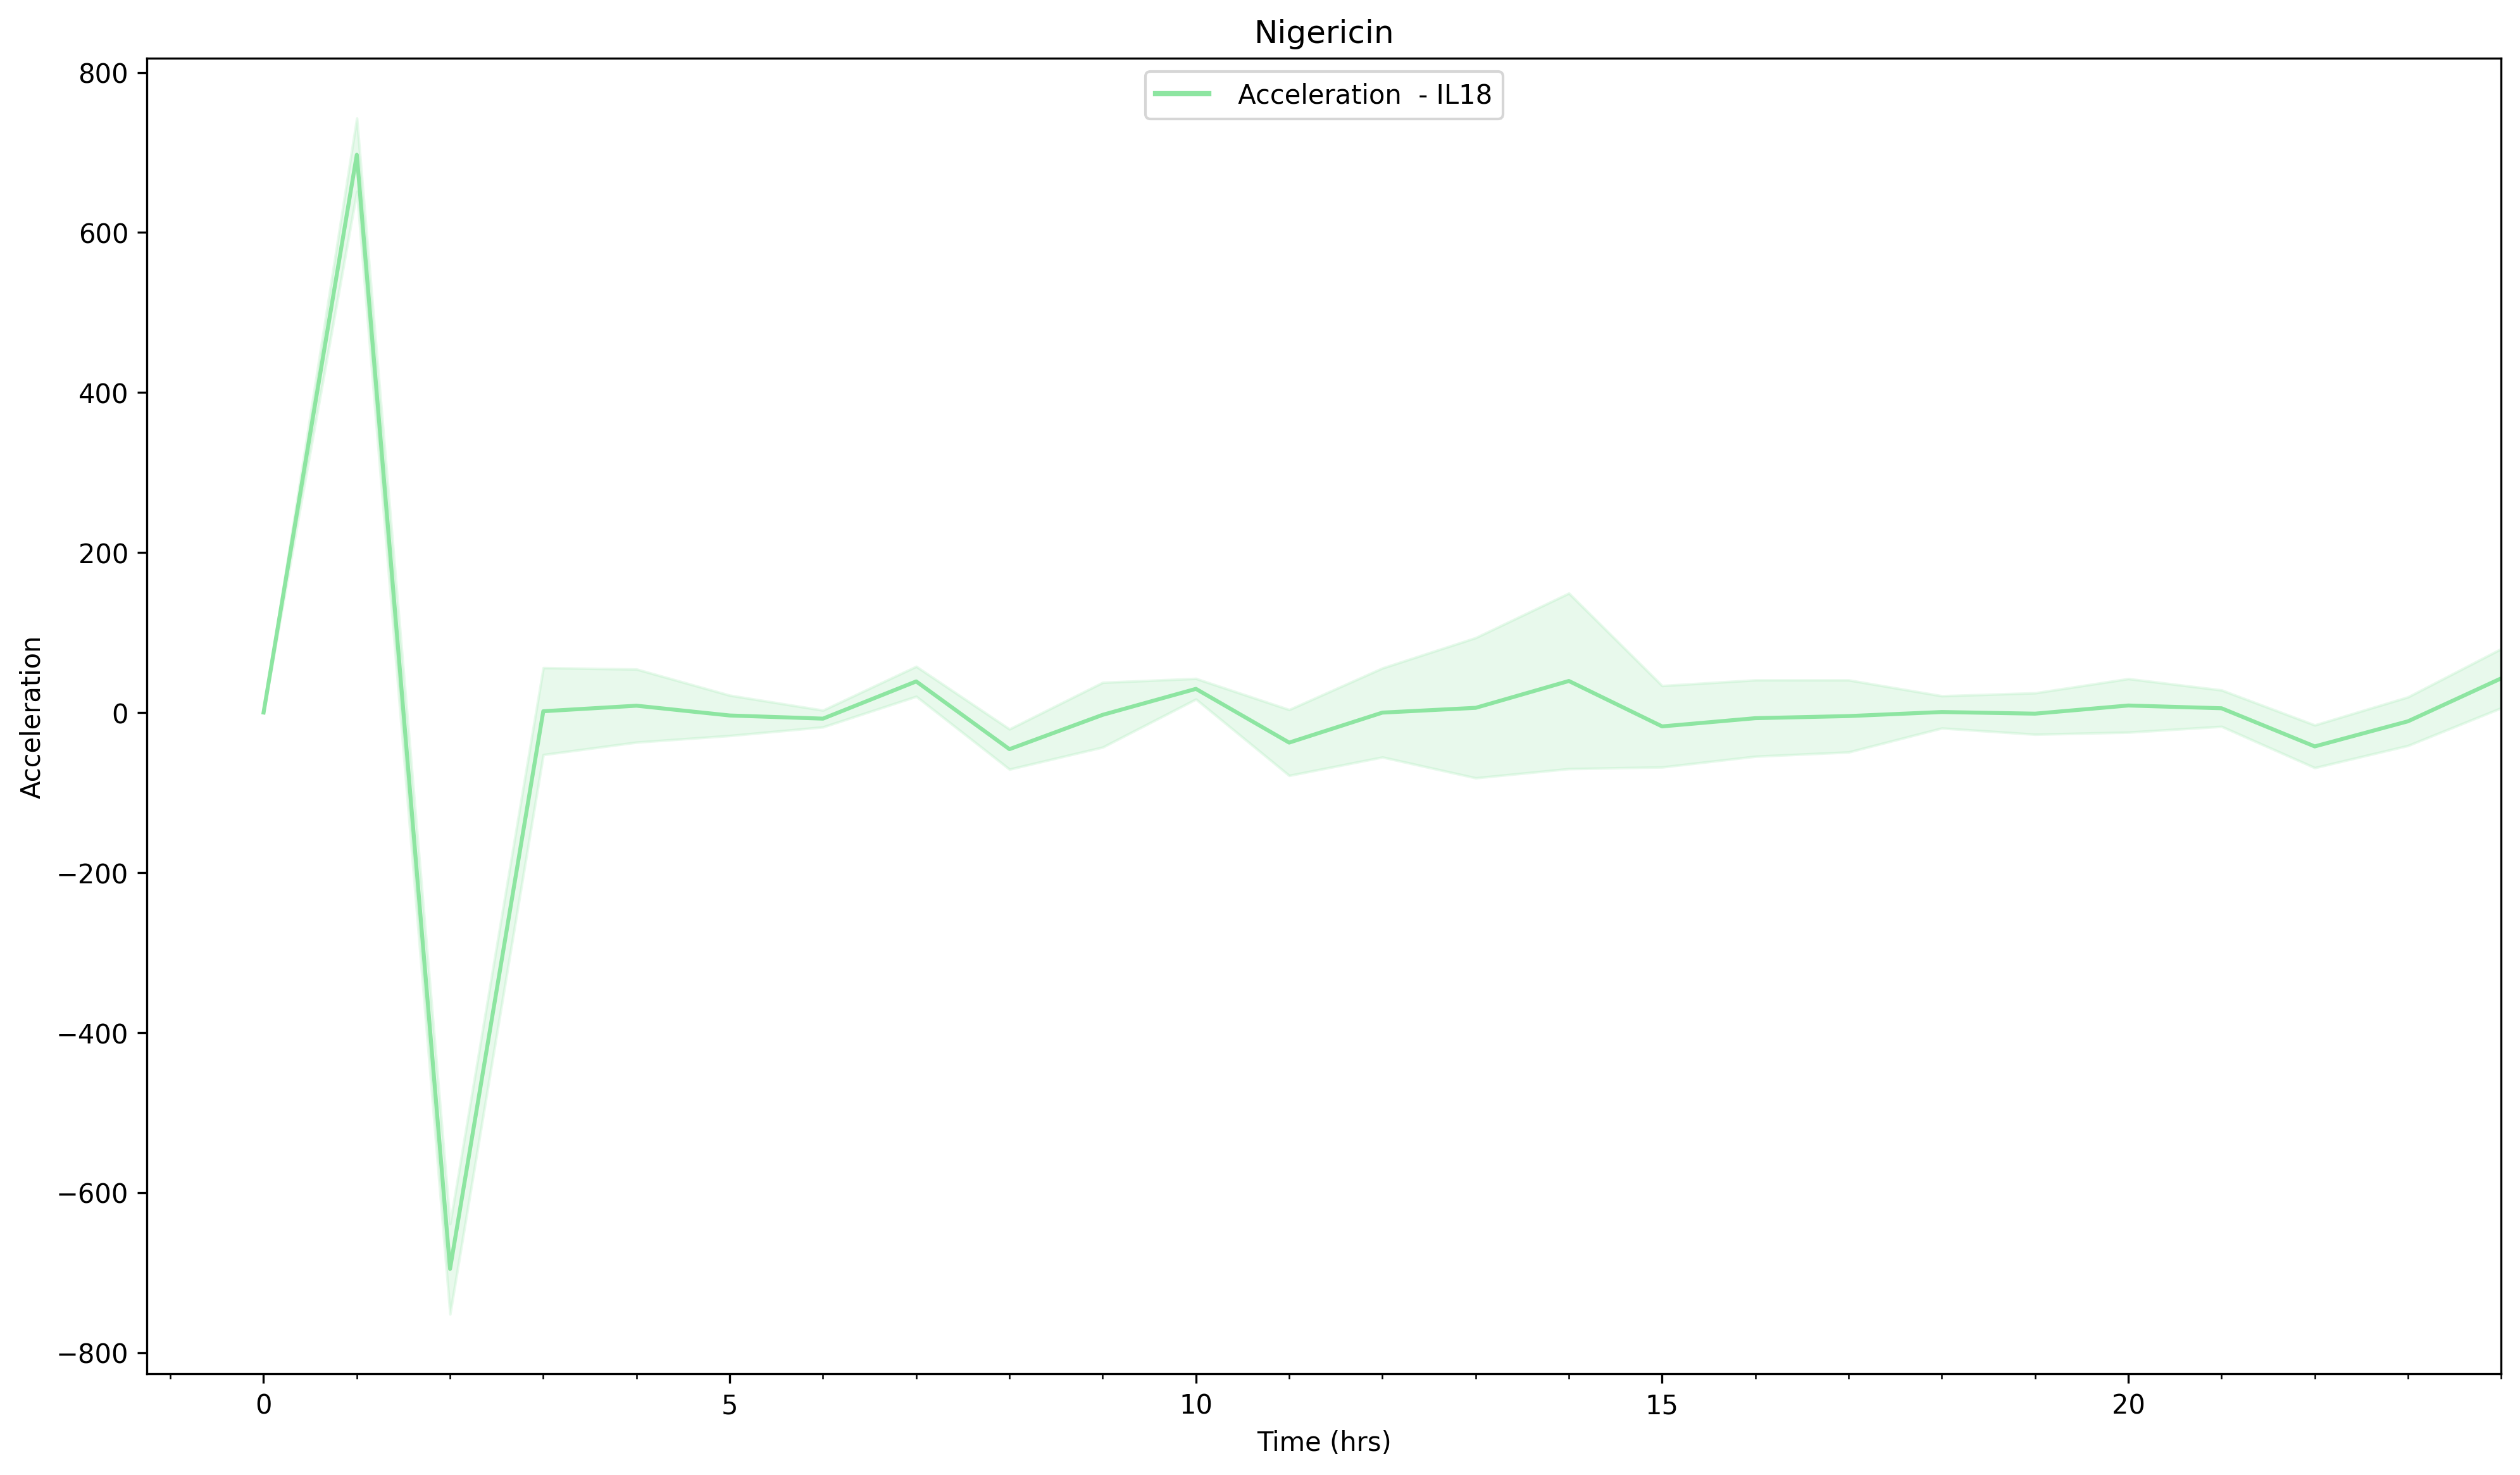 Nigericin
Acceleration  - IL18
800
600
400
200
0
−200
−400
−600
−800
Acceleration
0 5 10 15 20
Time (hrs)